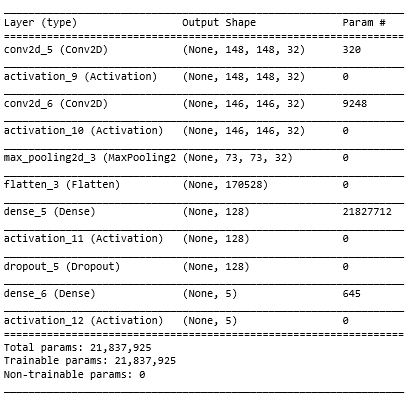 Layer (type) Output Shape Param #
conv2d_5 (Conv2D) (None, 148, 148, 32) 320
activation_9 (Activation) (None, 148, 148, 32) 0
conv2d_6 (Conv2D) (None, 146, 146, 32) 9248
activation_10 (Activation) (None, 146, 146, 32) 0
max_pooling2d_3 (MaxPooling2 (None, 73, 73, 32) 0
flatten_3 (Flatten) (None, 170528) 0
dense_5 (Dense) (None, 128) 21827712
activation_11 (Activation) (None, 128) 0
dropout_5 (Dropout) (None, 128) 0
dense_6 (Dense) (None, 5) 645
activation_12 (Activation) (None, 5) 0
Total params: 21,837,925
Trainable params: 21,837,925
Non-trainable params: 0